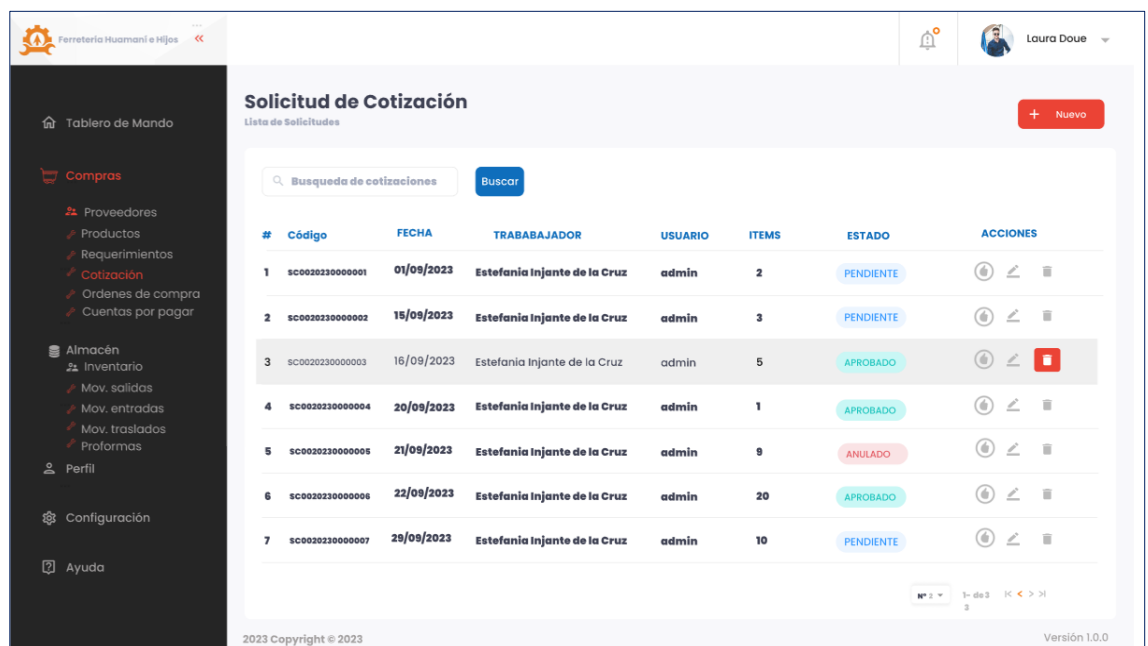 Ferreteria Huamani e Hijos
Laura Doue
Tablero de Mando
Compras
Proveedores
Productos
Requerimientos
Cotización
Ordenes de compra
Cuentas por pagar
Almacén
Inventario
Mov. salidas
Mov. entradas
Mov. traslados
Proformas
Perfil
Configuración
Ayuda
Solicitud de Cotización
Lista de Solicitudes
+ Nuevo
Busqueda de cotizaciones
Buscar
# Código FECHA TRABABAJADOR USUARIO ITEMS ESTADO ACCIONES
1 SC0020230000001 01/09/2023 Estefania Injante de la Cruz admin 2 PENDIENTE
2 SC0020230000002 15/09/2023 Estefania Injante de la Cruz admin 3 PENDIENTE
3 SC0020230000003 16/09/2023 Estefania Injante de la Cruz admin 5 APROBADO
4 SC0020230000004 20/09/2023 Estefania Injante de la Cruz admin 1 APROBADO
5 SC0020230000005 21/09/2023 Estefania Injante de la Cruz admin 9 ANULADO
6 SC0020230000006 22/09/2023 Estefania Injante de la Cruz admin 20 APROBADO
7 SC0020230000007 29/09/2023 Estefania Injante de la Cruz admin 10 PENDIENTE
N° 1- de 3
3
2023 Copyright © 2023
Versión 1.0.0